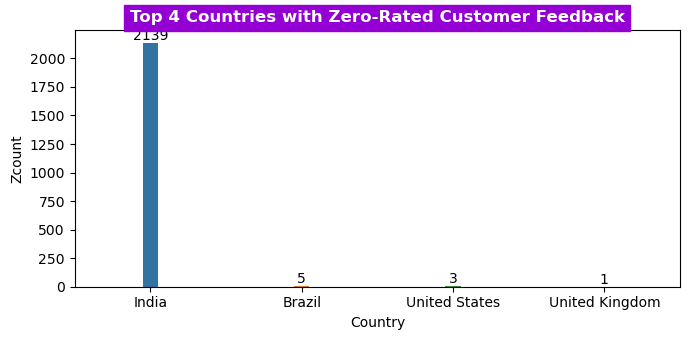 Top 4 Countries with Zero-Rated Customer Feedback
2139
2000
1750
1500
1250
1000
750
500
250
0
Zcount
5
3
1
India
Brazil
United States
United Kingdom
Country